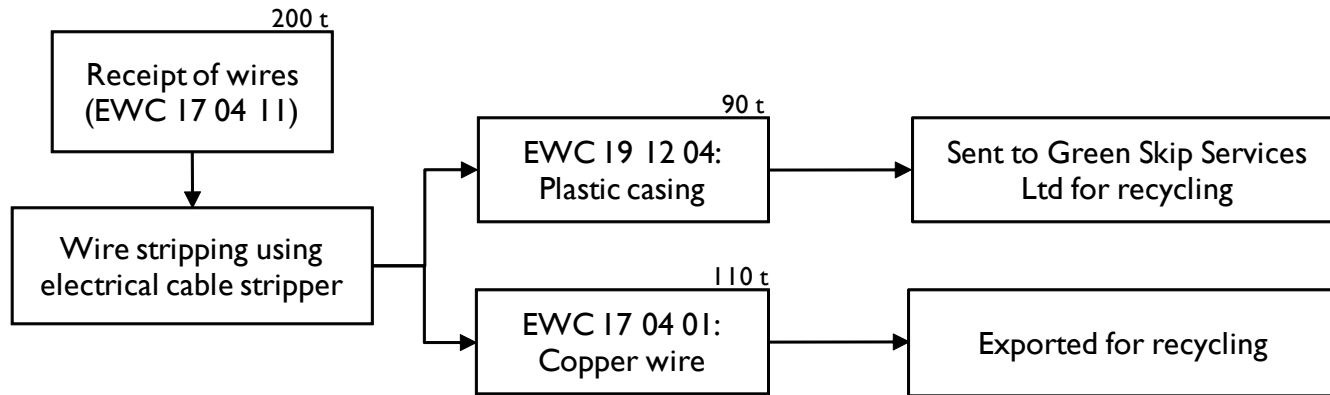 200 t
Receipt of wires
(EWC 17 04 11)
Wire stripping using
electrical cable stripper
90 t
EWC 19 12 04:
Plastic casing
Sent to Green Skip Services
Ltd for recycling
110 t
EWC 17 04 01:
Copper wire
Exported for recycling